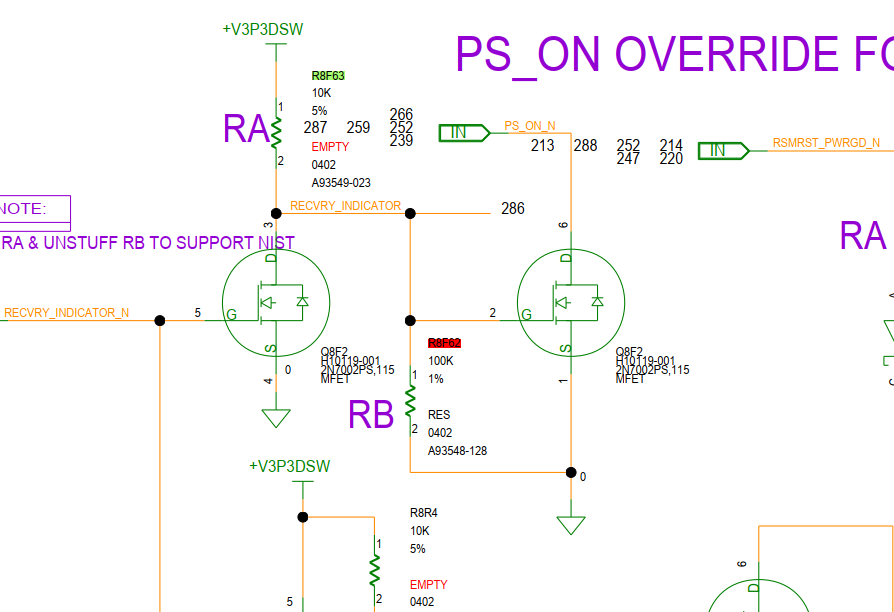 +V3P3DSW
PS_ON OVERRIDE FO
R8F63
10K
5%
EMPTY
0402
A93549-023
RA
1
2
287 259
266
252
239
IN
PS_ON_N
213
288
252
247
214
220
IN
RSMRST_PWRGD_N
NOTE:
RA & UNSTUFF RB TO SUPPORT NIST
RECVRY_INDICATOR
286
RA
3
D
6
D
RECVRY_INDICATOR_N
5
G
S
0
4
Q8F2
H10119-001
2N7002PS,115
MFET
2
G
S
1
Q8F2
H10119-001
2N7002PS,115
MFET
R8F62
100K
1%
RES
0402
A93548-128
RB
1
2
0
+V3P3DSW
R8R4
10K
5%
EMPTY
0402
1
2
5
6
D